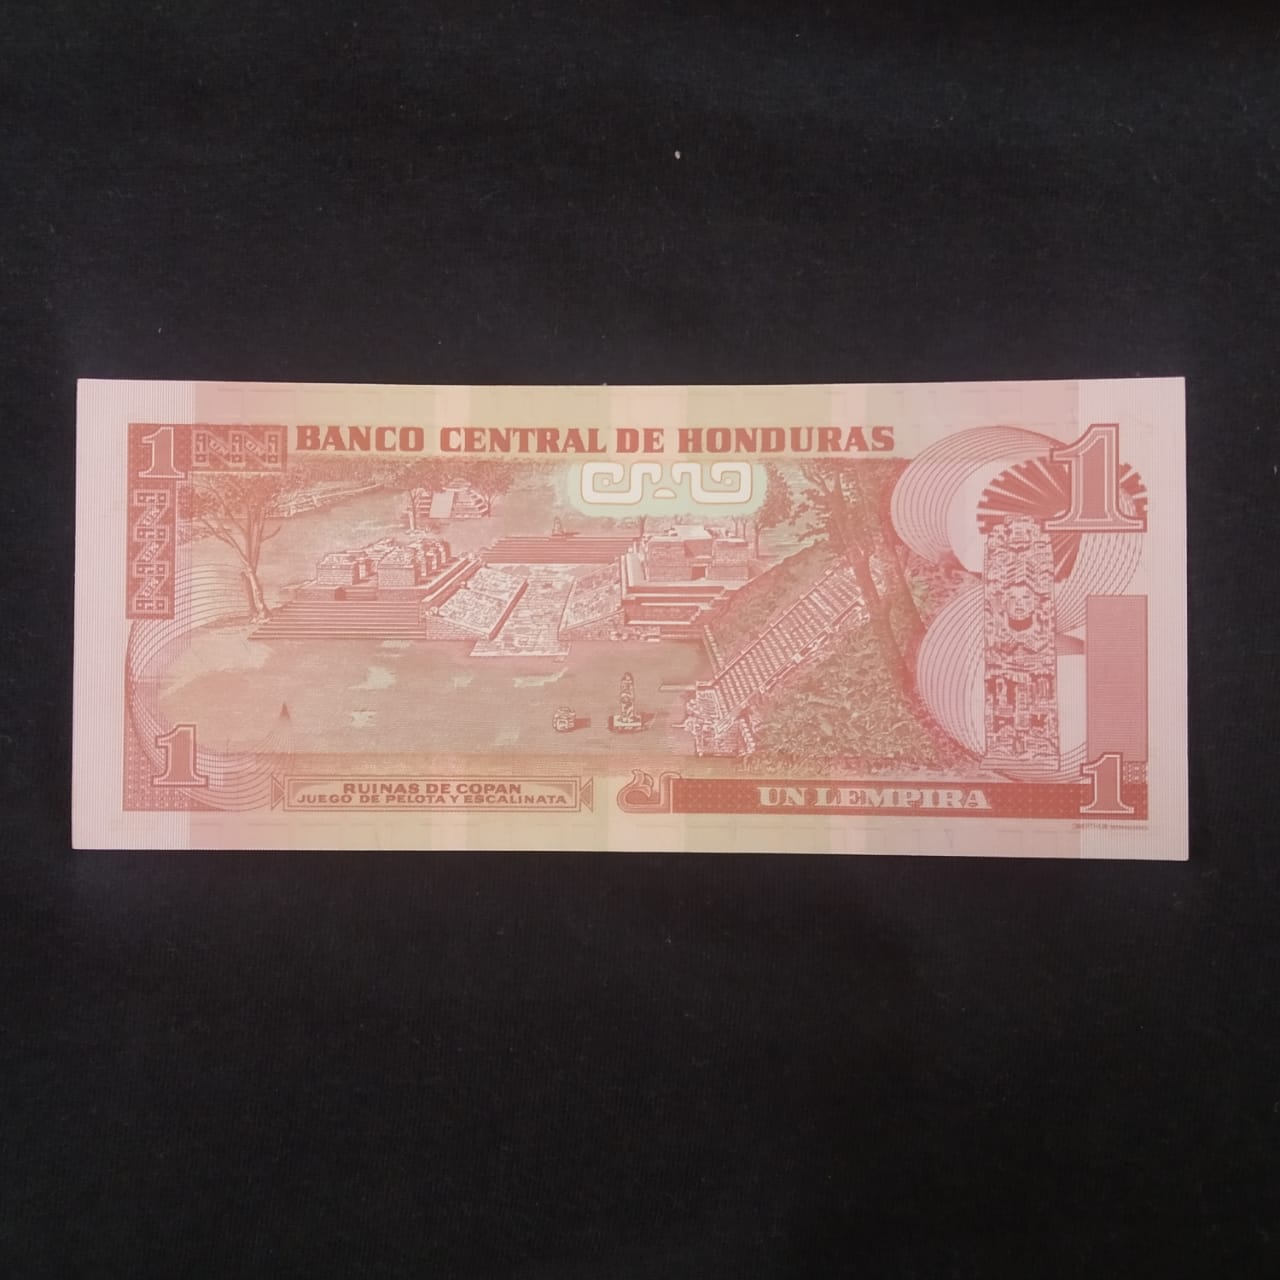 1
BANCO CENTRAL DE HONDURAS
1
1
RUINAS DE COPAN
JUEGO DE PELOTA Y ESCALINATA
UN LEMPIRA
1